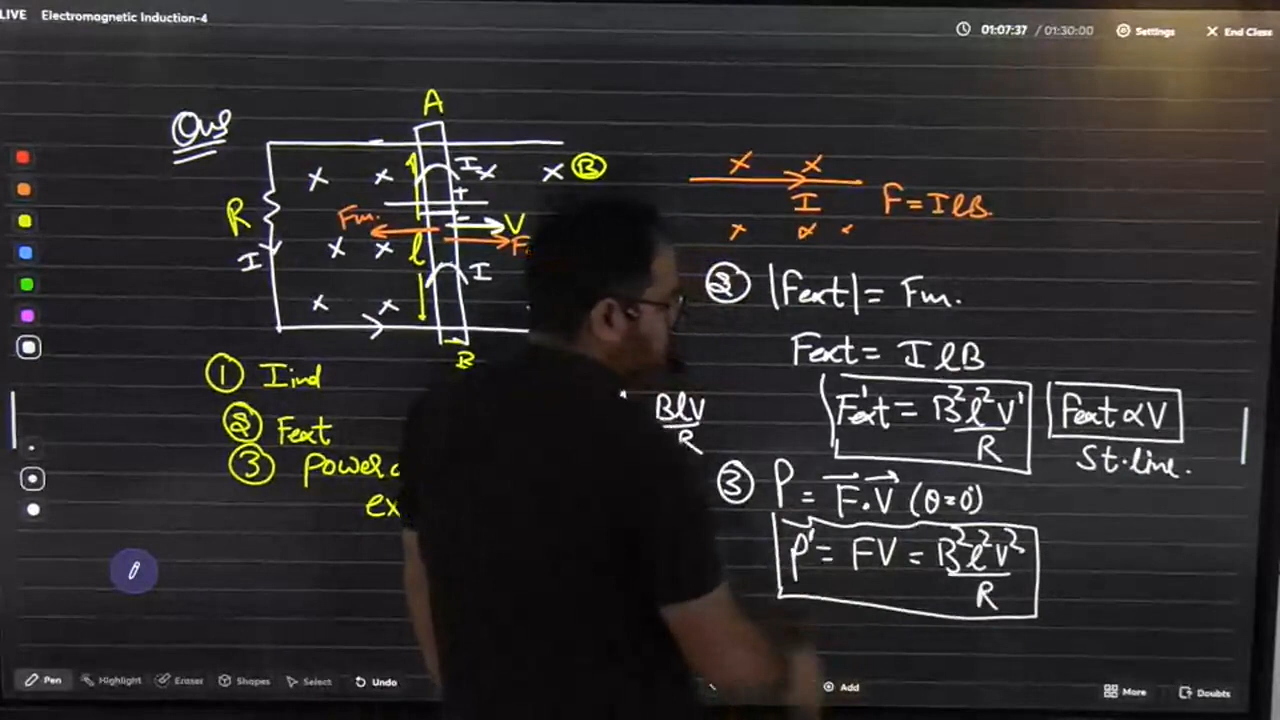 LIVE Electromagnetic Induction-4
01:07:37 / 01:30:00 Settings End Class
Que
A
R
I
I
I
+
-
Fm.
V
F
l
B
B
① Iind
② Fext
③ Power
ex
BlV
R
I
F = IlB.
② |Fext| = Fm.
Fext = IlB
F'ext = B²l²V'
R
Fext ∝ V
St. line.
③ P = F⃗.V⃗ (θ=0)
P' = FV = B²l²V²
R
Pen Highlight Eraser Shapes Select Undo Add More Doubts